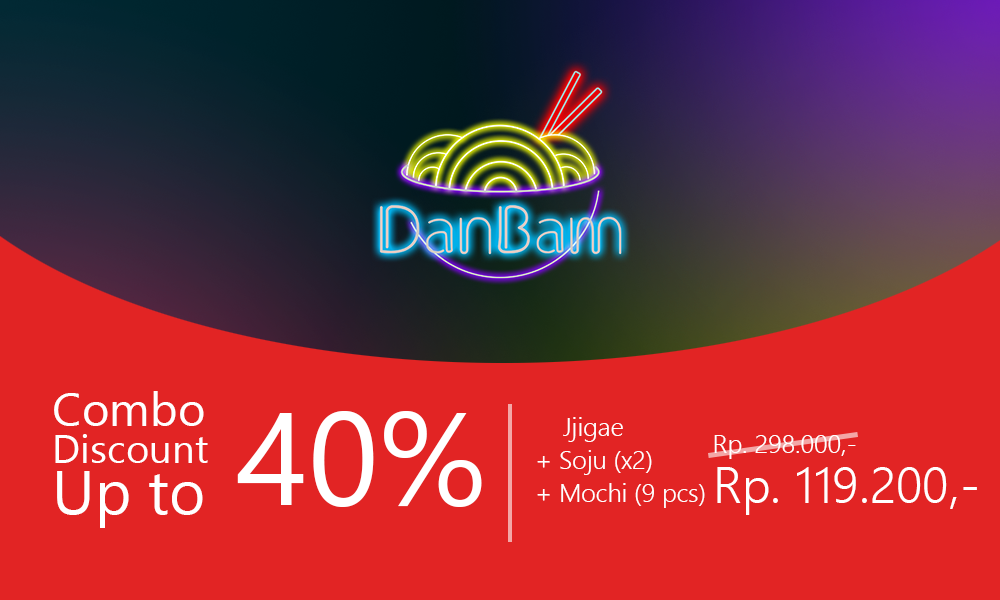 DanBam
Combo
Discount
Up to
40%
Jjigae
+ Soju (x2)
+ Mochi (9 pcs)
Rp. 298.000,-
Rp. 119.200,-